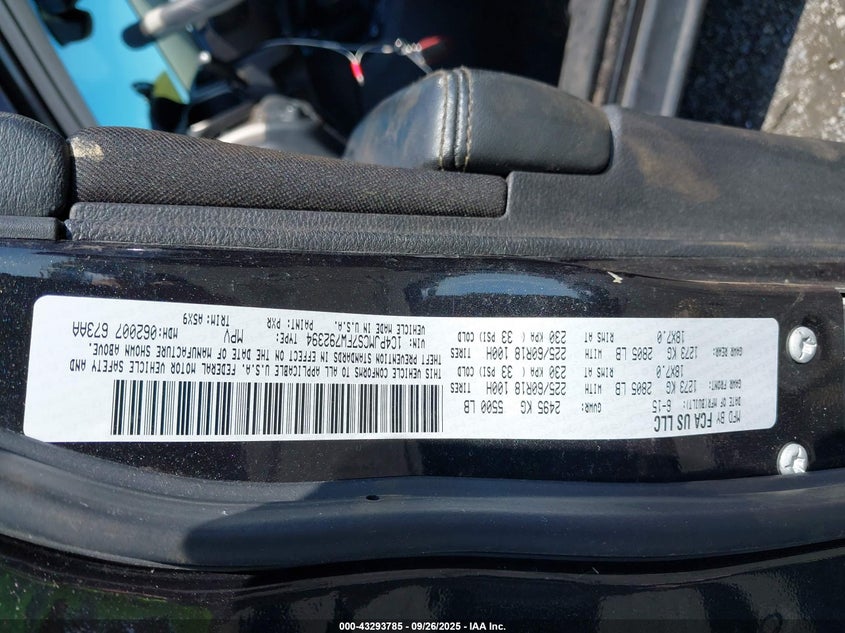 MFD BY FCA US LLC
DATE OF MFR(BUILT): 6-15 GVWR: 2495 KG 5500 LB
GAWR FRONT: 1273 KG 2805 LB WITH 225/60R18 100H TIRES
18X7.0 RIMS AT 230 KPA( 33 PSI)COLD
GAWR REAR: 1273 KG 2805 LB WITH 225/60R18 100H TIRES
18X7.0 RIMS AT 230 KPA( 33 PSI)COLD
THIS VEHICLE CONFORMS TO ALL APPLICABLE U.S.A. FEDERAL MOTOR VEHICLE SAFETY AND
THEFT PREVENTION STANDARDS IN EFFECT ON THE DATE OF MANUFACTURE SHOWN ABOVE.
VIN: 1C4PJMCS7FW792394 TYPE: MPV MDH:062007 673AA
VEHICLE MADE IN U.S.A. PAINT: PXR TRIM: A5X9
000-43293785 - 09/26/2025 - IAA Inc.